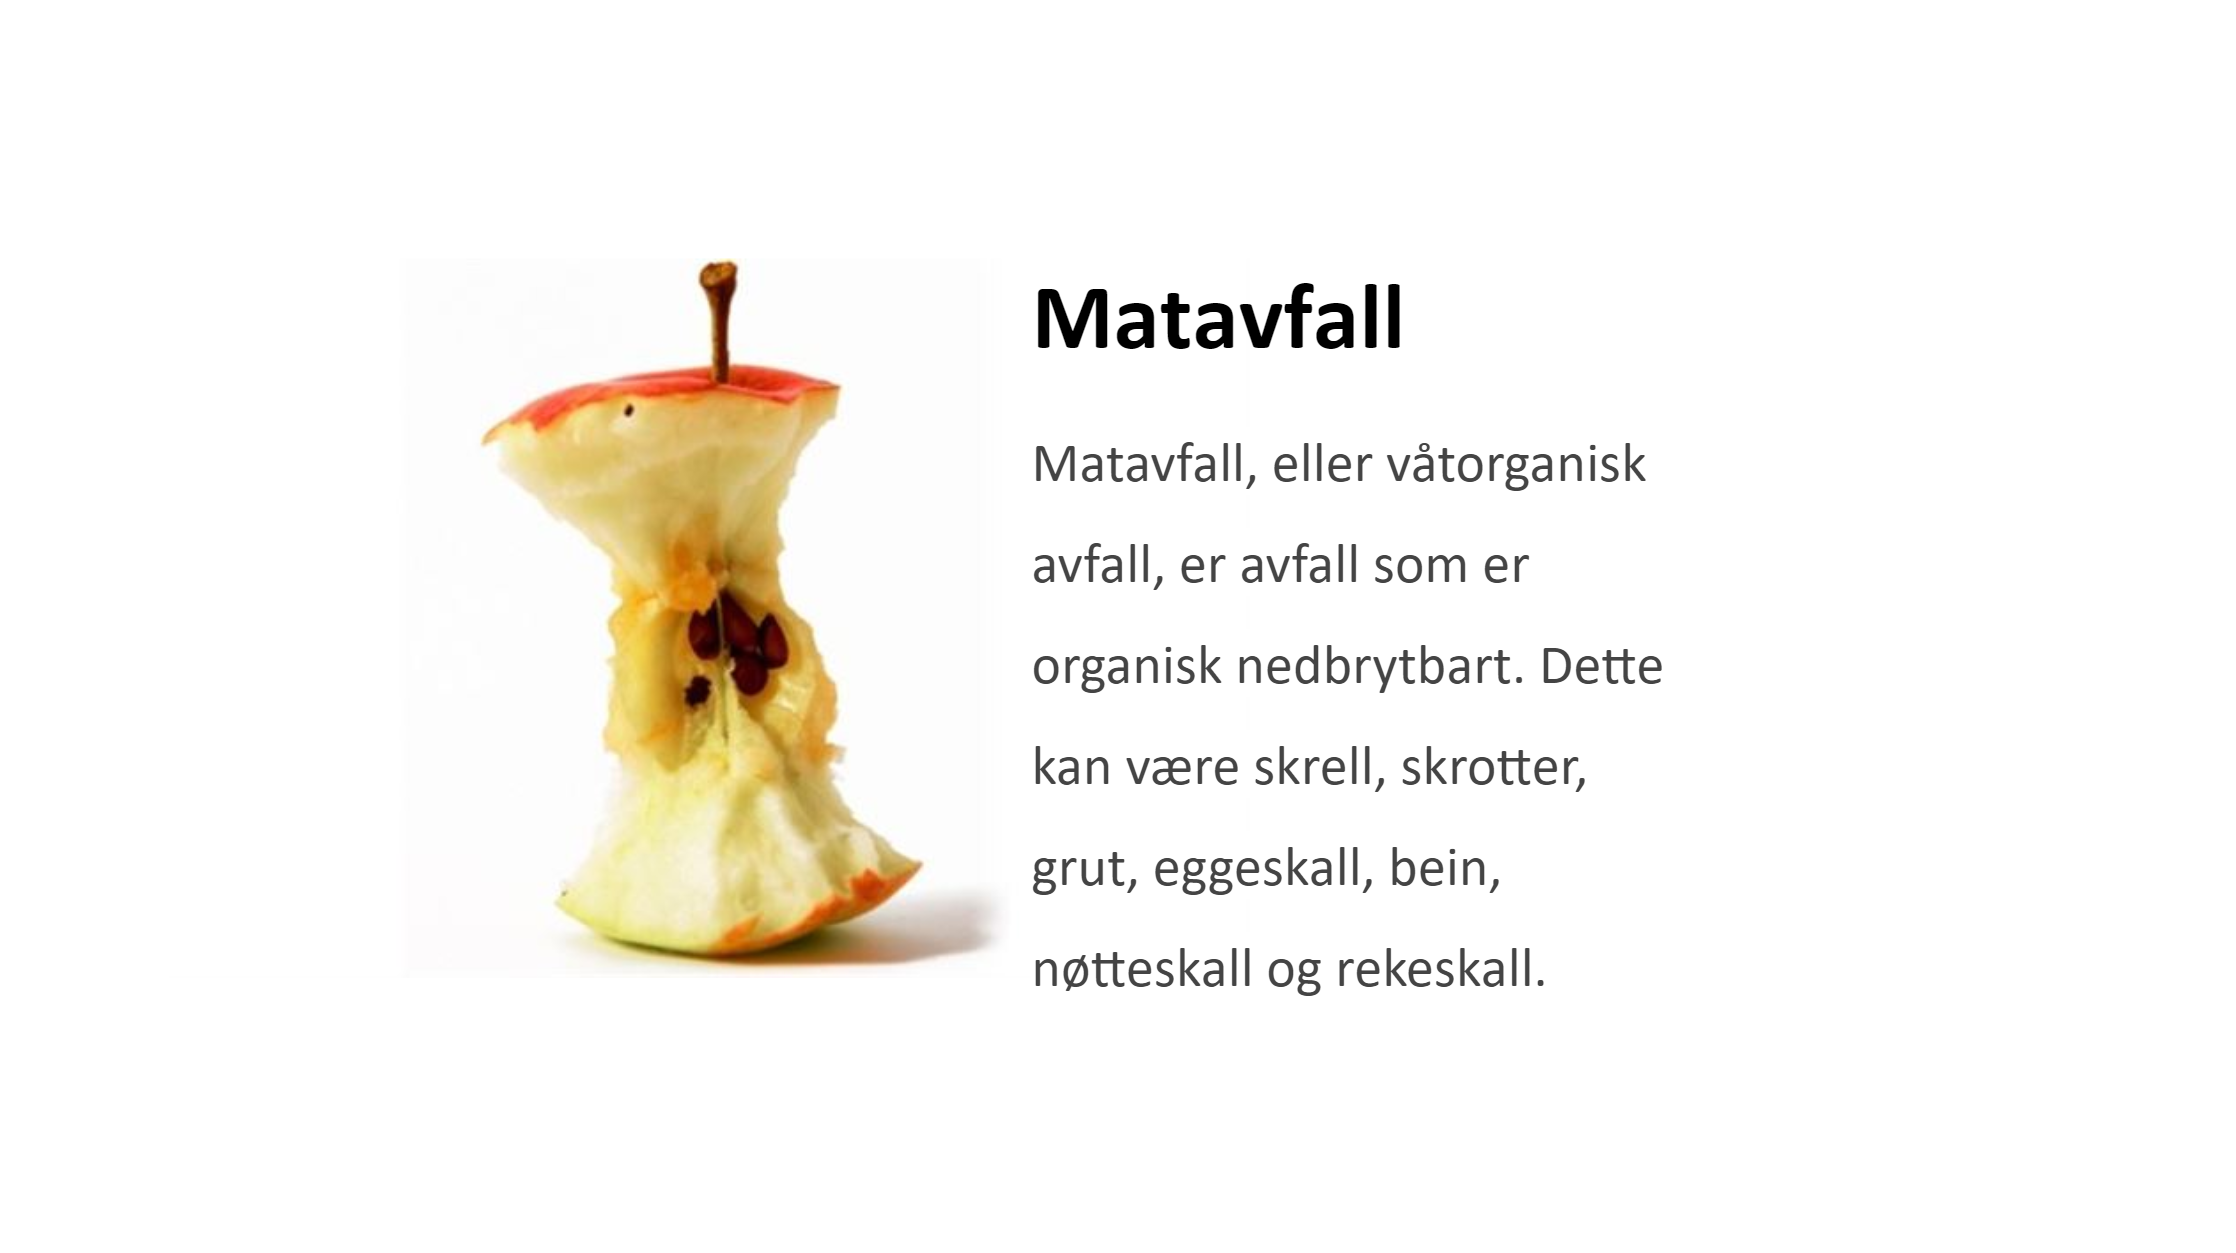 Matavfall
Matavfall, eller våtorganisk
avfall, er avfall som er
organisk nedbrytbart. Dette
kan være skrell, skrotter,
grut, eggeskall, bein,
nøtteskall og rekeskall.